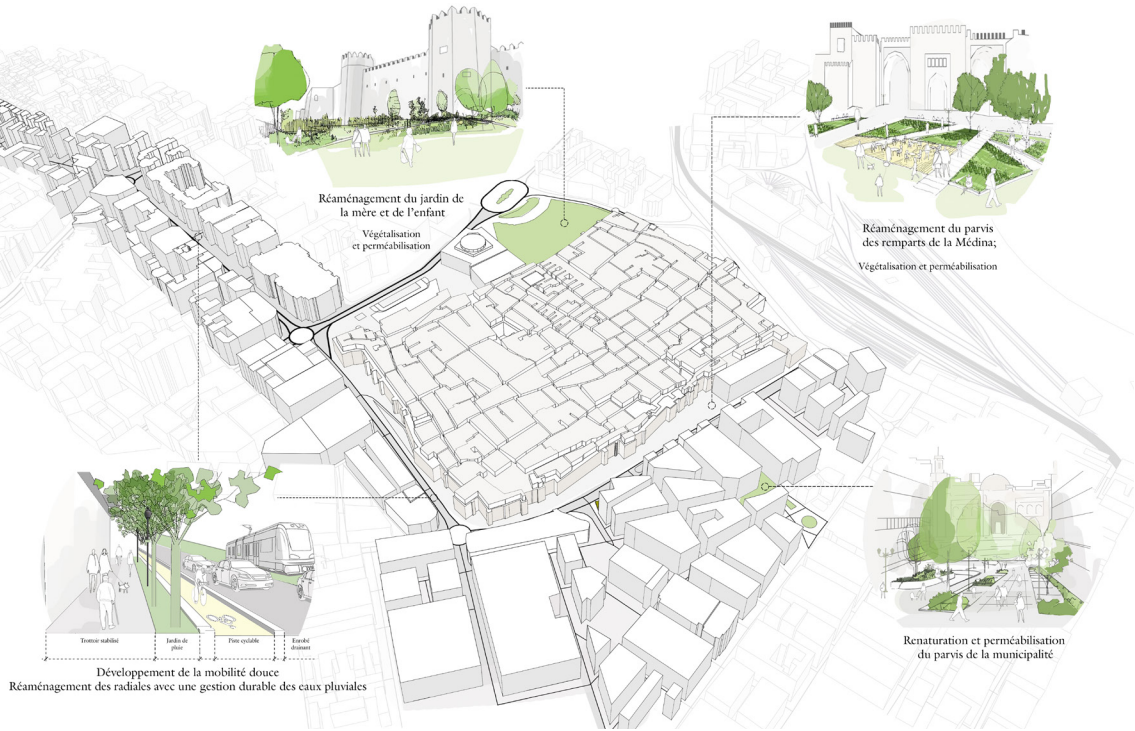 Réaménagement du jardin de
la mère et de l'enfant
Végétalisation
et perméabilisation
Réaménagement du parvis
des remparts de la Médina;
Végétalisation et perméabilisation
Trottoir stabilisé
Jardin de
pluie
Piste cyclable
Enrobé
drainant
Développement de la mobilité douce
Réaménagement des radiales avec une gestion durable des eaux pluviales
Renaturation et perméabilisation
du parvis de la municipalité